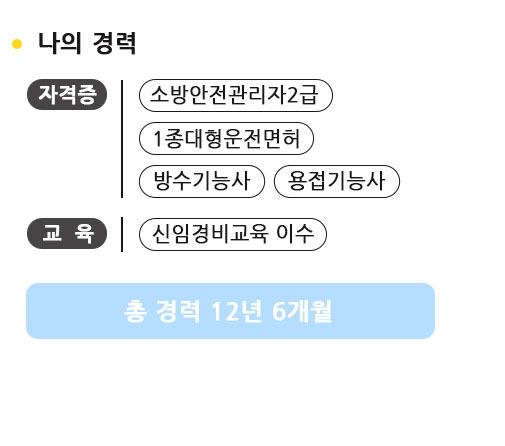 나의 경력
자격증
소방안전관리자2급
1종대형운전면허
방수기능사 용접기능사
교 육
신임경비교육 이수
총 경력 12년 6개월